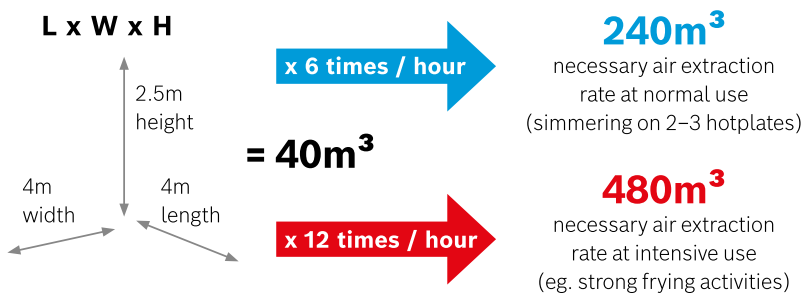 L x W x H
2.5m
height
4m
width
4m
length
= 40m³
x 6 times / hour
240m³
necessary air extraction
rate at normal use
(simmering on 2–3 hotplates)
x 12 times / hour
480m³
necessary air extraction
rate at intensive use
(eg. strong frying activities)